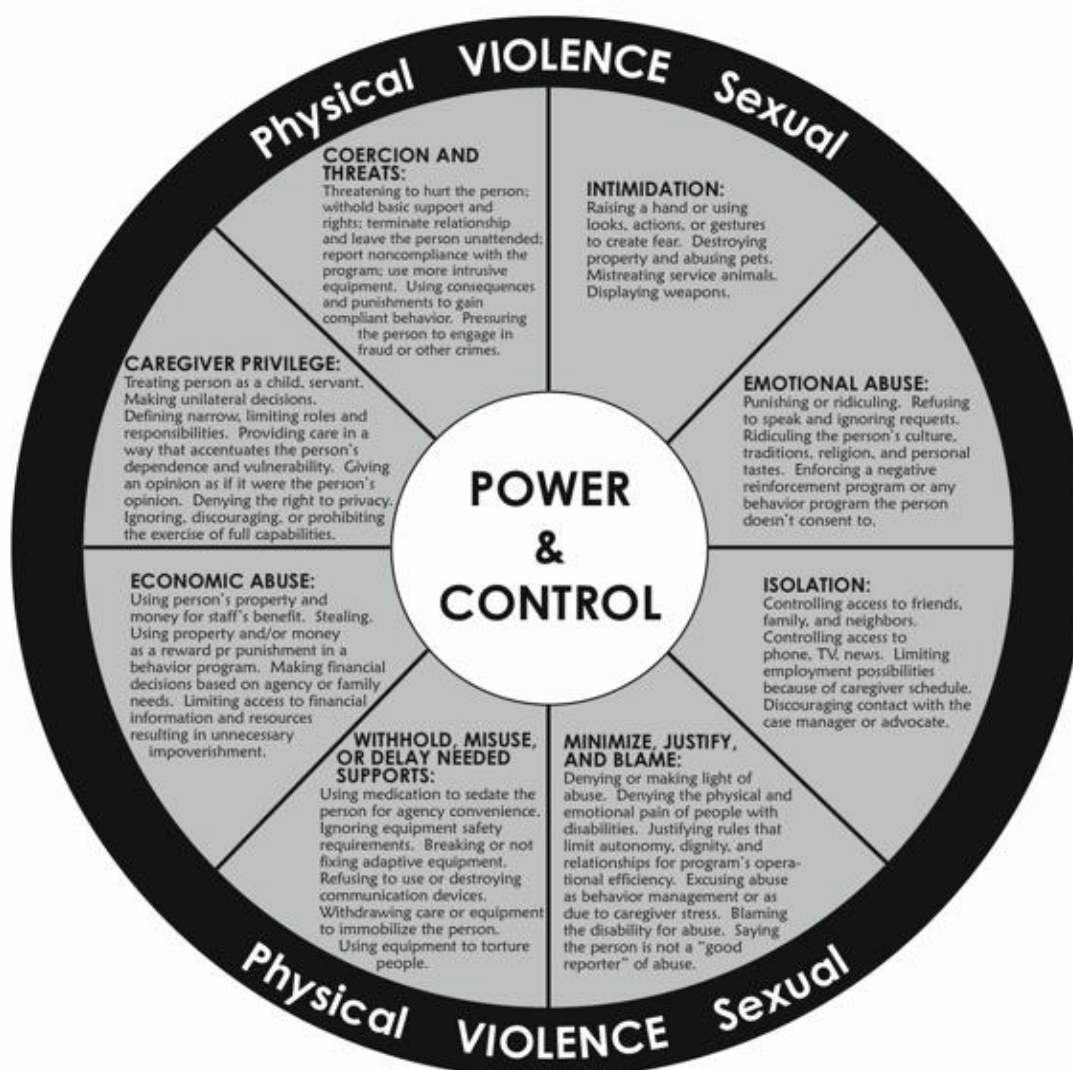 Physical VIOLENCE Sexual
COERCION AND
THREATS:
Threatening to hurt the person;
withold basic support and
rights; terminate relationship
and leave the person unattended;
report noncompliance with the
program; use more intrusive
equipment. Using consequences
and punishments to gain
compliant behavior. Pressuring
the person to engage in
fraud or other crimes.
INTIMIDATION:
Raising a hand or using
looks, actions, or gestures
to create fear. Destroying
property and abusing pets.
Mistreating service animals.
Displaying weapons.
CAREGIVER PRIVILEGE:
Treating person as a child, servant.
Making unilateral decisions.
Defining narrow, limiting roles and
responsibilities. Providing care in a
way that accentuates the person's
dependence and vulnerability. Giving
an opinion as if it were the person's
opinion. Denying the right to privacy.
Ignoring, discouraging, or prohibiting
the exercise of full capabilities.
EMOTIONAL ABUSE:
Punishing or ridiculing. Refusing
to speak and ignoring requests.
Ridiculing the person's culture,
traditions, religion, and personal
tastes. Enforcing a negative
reinforcement program or any
behavior program the person
doesn't consent to.
POWER
&
CONTROL
ECONOMIC ABUSE:
Using person's property and
money for staff's benefit. Stealing.
Using property and/or money
as a reward pr punishment in a
behavior program. Making financial
decisions based on agency or family
needs. Limiting access to financial
information and resources
resulting in unnecessary
impoverishment.
ISOLATION:
Controlling access to friends,
family, and neighbors.
Controlling access to
phone, TV, news. Limiting
employment possibilities
because of caregiver schedule.
Discouraging contact with the
case manager or advocate.
WITHHOLD, MISUSE,
OR DELAY NEEDED
SUPPORTS:
Using medication to sedate the
person for agency convenience.
Ignoring equipment safety
requirements. Breaking or not
fixing adaptive equipment.
Refusing to use or destroying
communication devices.
Withdrawing care or equipment
to immobilize the person.
Using equipment to torture
people.
MINIMIZE, JUSTIFY,
AND BLAME:
Denying or making light of
abuse. Denying the physical and
emotional pain of people with
disabilities. Justifying rules that
limit autonomy, dignity, and
relationships for program's opera-
tional efficiency. Excusing abuse
as behavior management or as
due to caregiver stress. Blaming
the disability for abuse. Saying
the person is not a "good
reporter" of abuse.
Physical VIOLENCE Sexual